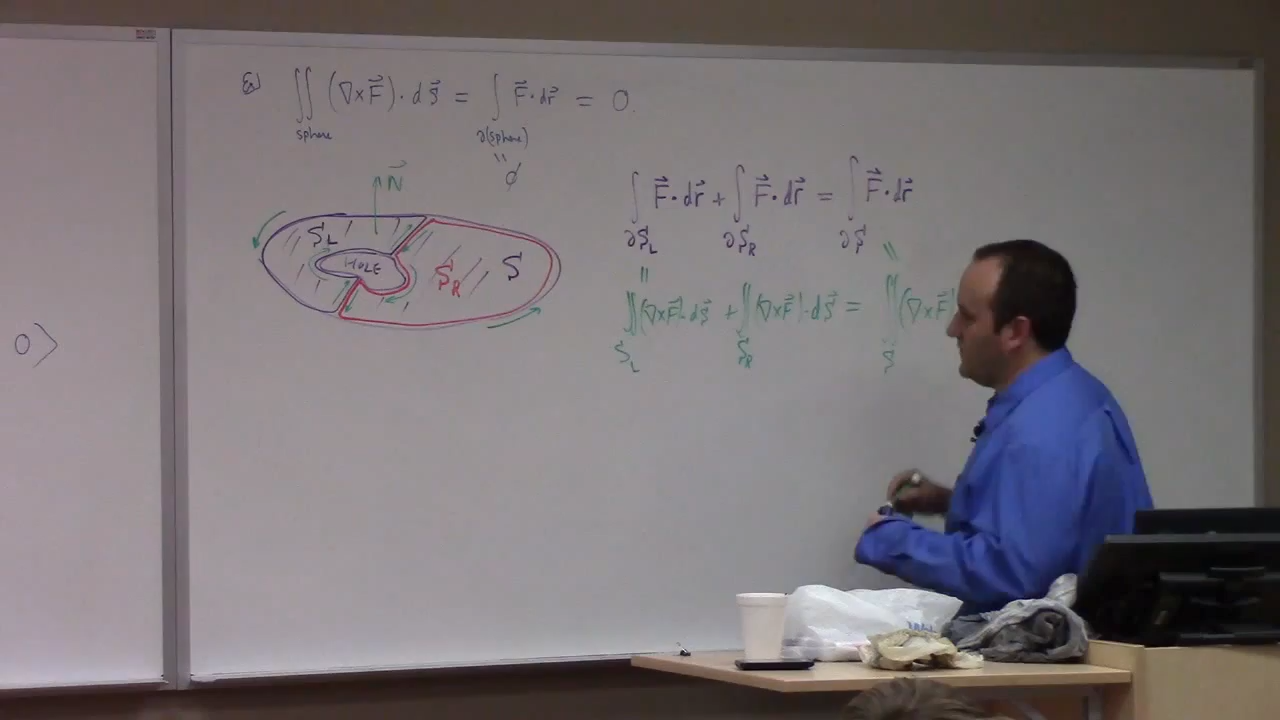 Ex) ∬ (∇×F⃗)·dS⃗ = ∫ F⃗·dr⃗ = 0.
sphere ∂(sphere)
" ∅
N⃗
∫ F⃗·dr⃗ + ∫ F⃗·dr⃗ = ∫ F⃗·dr⃗
∂S_L ∂S_R ∂S
S_L
HOLE
S_R
S
∬(∇×F⃗)·dS⃗ + ∬(∇×F⃗)·dS⃗ = ∬(∇×F⃗)
S_L S_R S
0⟩